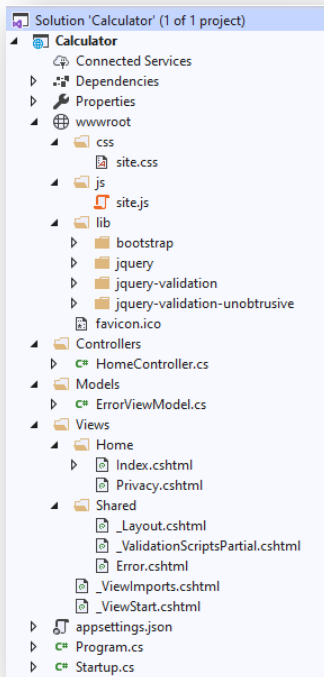 Solution 'Calculator' (1 of 1 project)
Calculator
Connected Services
Dependencies
Properties
wwwroot
css
site.css
js
site.js
lib
bootstrap
jquery
jquery-validation
jquery-validation-unobtrusive
favicon.ico
Controllers
C# HomeController.cs
Models
C# ErrorViewModel.cs
Views
Home
Index.cshtml
Privacy.cshtml
Shared
_Layout.cshtml
_ValidationScriptsPartial.cshtml
Error.cshtml
_ViewImports.cshtml
_ViewStart.cshtml
appsettings.json
C# Program.cs
C# Startup.cs